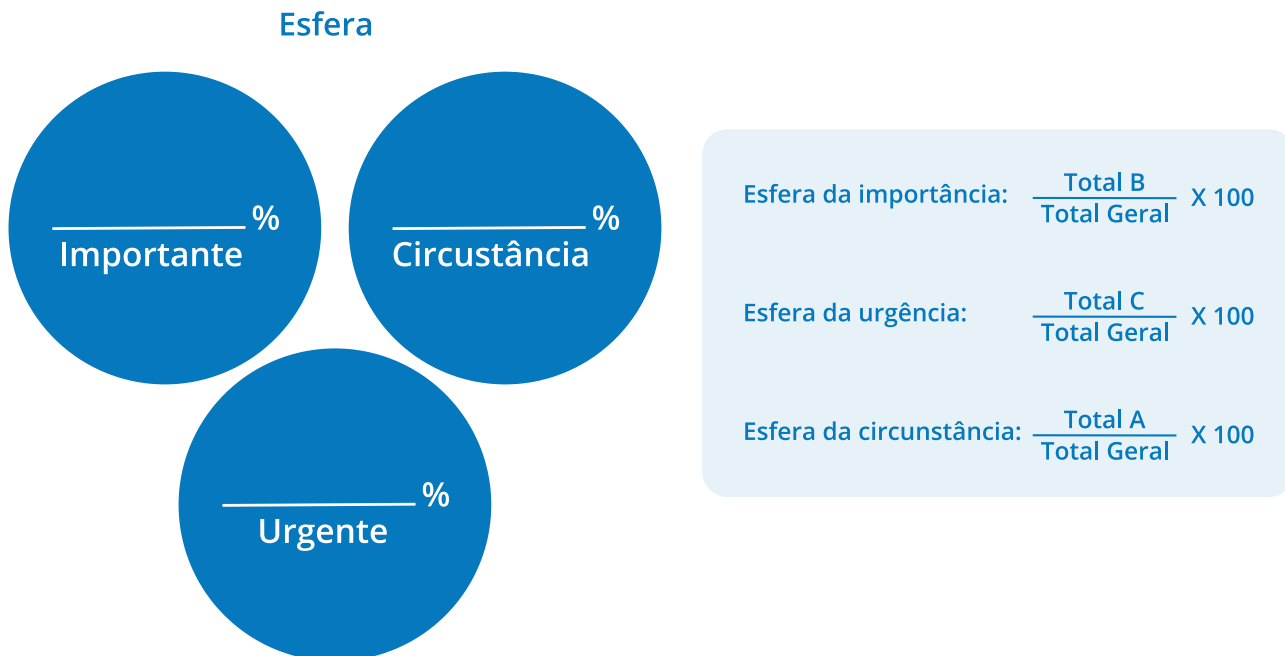 Esfera
%
Importante
%
Circustância
%
Urgente
Esfera da importância: Total B
Total Geral X 100
Esfera da urgência: Total C
Total Geral X 100
Esfera da circunstância: Total A
Total Geral X 100